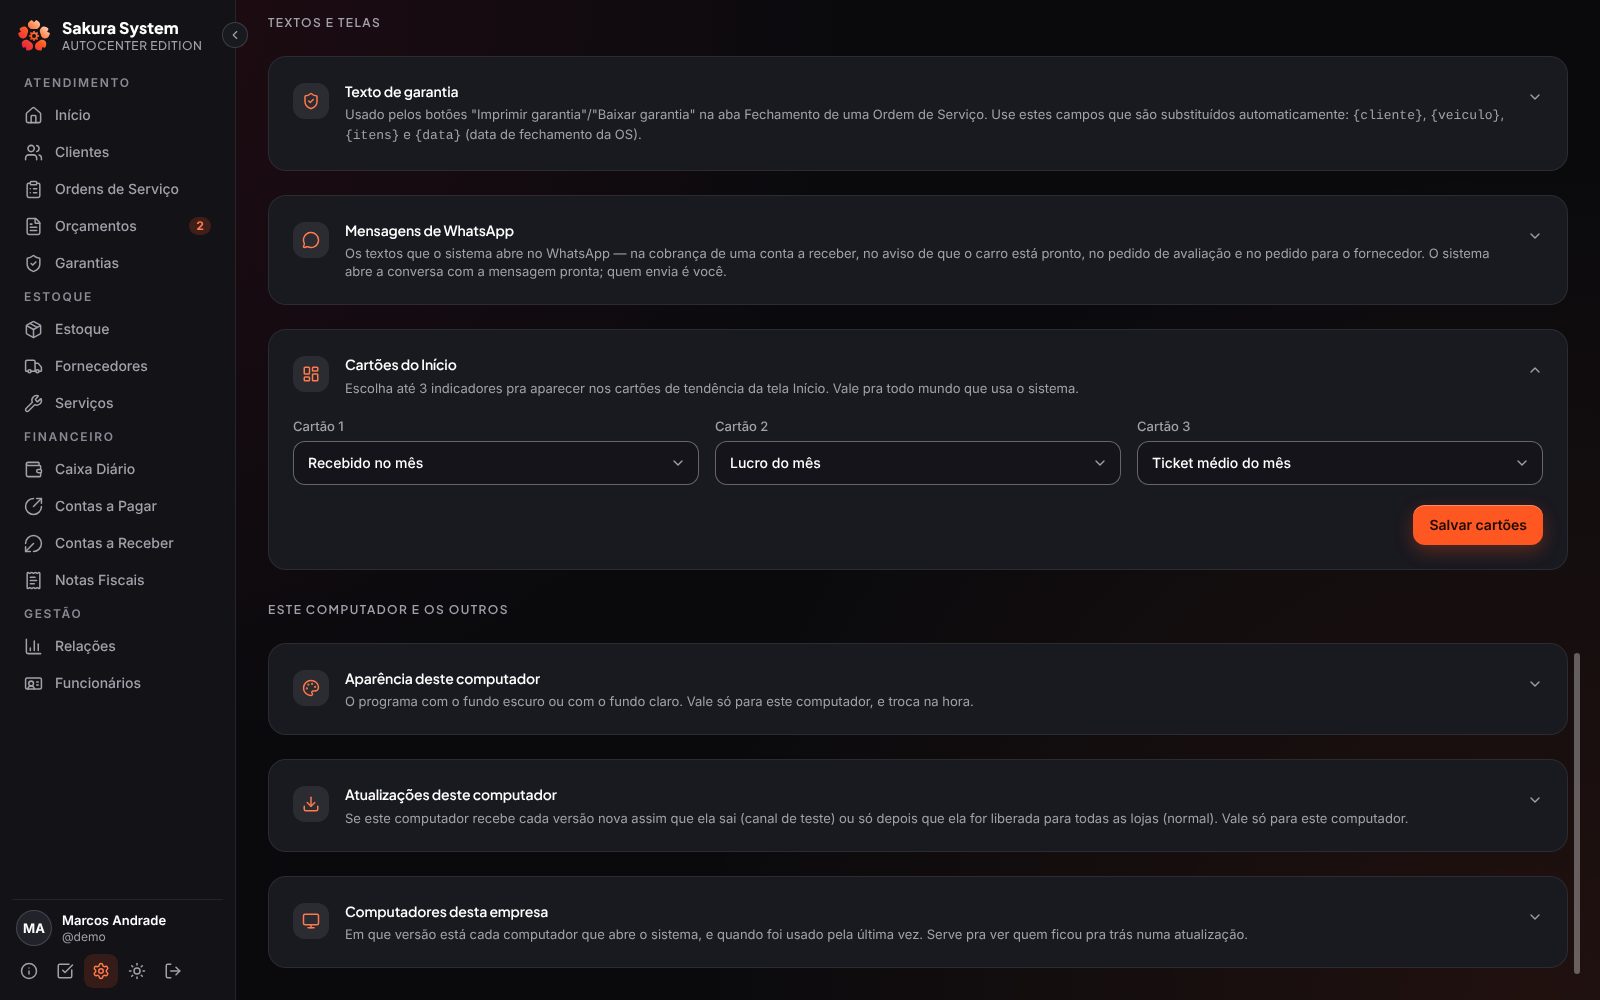 Sakura System
AUTOCENTER EDITION
ATENDIMENTO
Início
Clientes
Ordens de Serviço
Orçamentos
2
Garantias
ESTOQUE
Estoque
Fornecedores
Serviços
FINANCEIRO
Caixa Diário
Contas a Pagar
Contas a Receber
Notas Fiscais
GESTÃO
Relações
Funcionários
MA
Marcos Andrade
@demo
TEXTOS E TELAS
Texto de garantia
Usado pelos botões "Imprimir garantia"/"Baixar garantia" na aba Fechamento de uma Ordem de Serviço. Use estes campos que são substituídos automaticamente: {cliente}, {veiculo},
{itens} e {data} (data de fechamento da OS).
Mensagens de WhatsApp
Os textos que o sistema abre no WhatsApp — na cobrança de uma conta a receber, no aviso de que o carro está pronto, no pedido de avaliação e no pedido para o fornecedor. O sistema
abre a conversa com a mensagem pronta; quem envia é você.
Cartões do Início
Escolha até 3 indicadores pra aparecer nos cartões de tendência da tela Início. Vale pra todo mundo que usa o sistema.
Cartão 1
Cartão 2
Cartão 3
Recebido no mês
Lucro do mês
Ticket médio do mês
Salvar cartões
ESTE COMPUTADOR E OS OUTROS
Aparência deste computador
O programa com o fundo escuro ou com o fundo claro. Vale só para este computador, e troca na hora.
Atualizações deste computador
Se este computador recebe cada versão nova assim que ela sai (canal de teste) ou só depois que ela for liberada para todas as lojas (normal). Vale só para este computador.
Computadores desta empresa
Em que versão está cada computador que abre o sistema, e quando foi usado pela última vez. Serve pra ver quem ficou pra trás numa atualização.